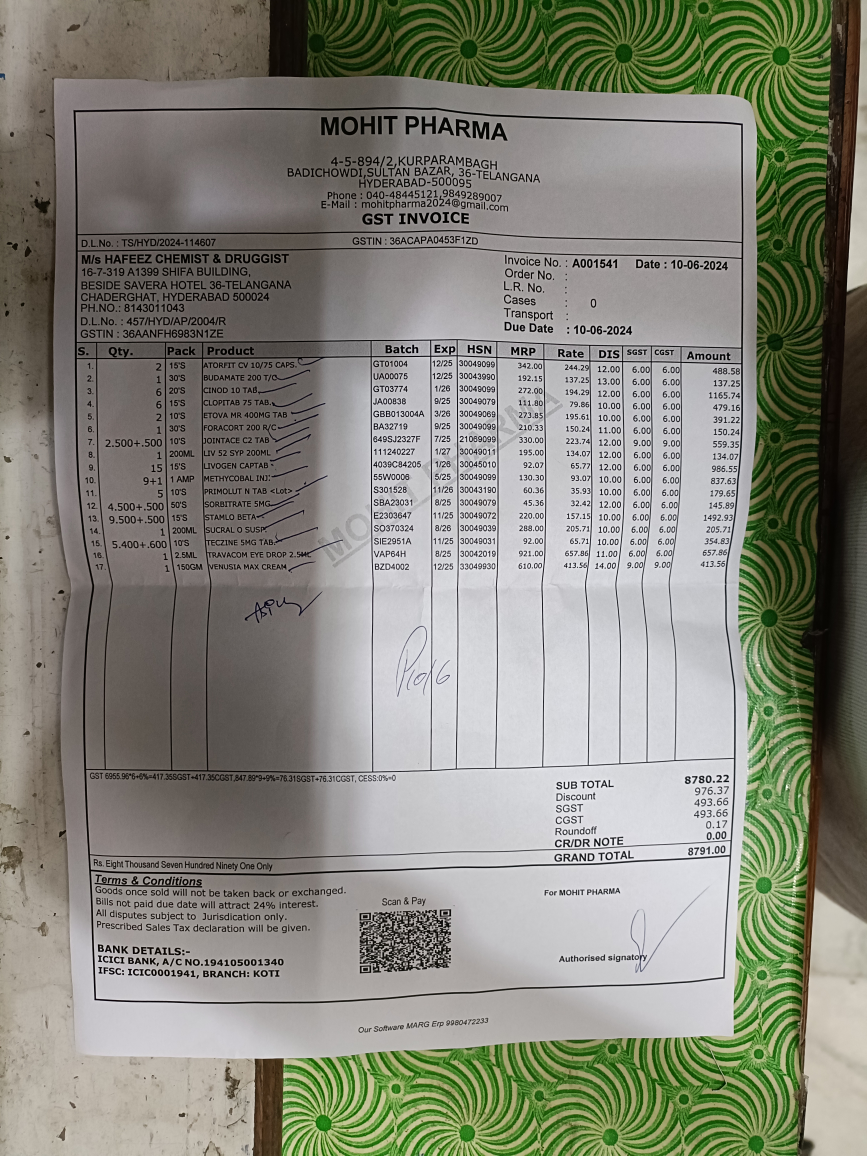 MOHIT PHARMA
4-5-894/2,KURPARAMBAGH
BADICHOWDI,SULTAN BAZAR, 36-TELANGANA
HYDERABAD-500095
Phone : 040-48445121,9849289007
E-Mail : mohitpharma2024@gmail.com
GST INVOICE
D.L.No. : TS/HYD/2024-114607 GSTIN : 36ACAPA0453F1ZD
M/s HAFEEZ CHEMIST & DRUGGIST
16-7-319 A1399 SHIFA BUILDING,
BESIDE SAVERA HOTEL 36-TELANGANA
CHADERGHAT, HYDERABAD 500024
PH.NO.: 8143011043
D.L.No. : 457/HYD/AP/2004/R
GSTIN : 36AANFH6983N1ZE
Invoice No. : A001541 Date : 10-06-2024
Order No. :
L.R. No. :
Cases : 0
Transport :
Due Date : 10-06-2024
S. Qty. Pack Product Batch Exp HSN MRP Rate DIS SGST CGST Amount
1. 2 15'S ATORFIT CV 10/75 CAPS. GT01004 12/25 30049099 342.00 244.29 12.00 6.00 6.00 488.58
2. 1 30'S BUDAMATE 200 T/C UA00075 12/25 30043990 192.15 137.25 13.00 6.00 6.00 137.25
3. 6 20'S CINOD 10 TAB GT03774 1/26 30049099 272.00 194.29 12.00 6.00 6.00 1165.74
4. 6 15'S CLOPITAB 75 TAB. JA00838 9/25 30049079 111.80 79.86 10.00 6.00 6.00 479.16
5. 2 10'S ETOVA MR 400MG TAB GBB013004A 3/26 30049069 273.85 195.61 10.00 6.00 6.00 391.22
6. 1 30'S FORACORT 200 R/C BA32719 9/25 30049099 210.33 150.24 11.00 6.00 6.00 150.24
7. 2.500+.500 10'S JOINTACE C2 TAB 649SJ2327F 7/25 21069099 330.00 223.74 12.00 9.00 9.00 559.35
8. 1 200ML LIV 52 SYP 200ML 111240227 1/27 30049011 195.00 134.07 12.00 6.00 6.00 134.07
9. 15 15'S LIVOGEN CAPTAB 4039C84205 1/26 30045010 92.07 65.77 12.00 6.00 6.00 986.55
10. 9+1 1 AMP METHYCOBAL INJ. 55W0006 5/25 30049099 130.30 93.07 10.00 6.00 6.00 837.63
11. 5 10'S PRIMOLUT N TAB <Lot> S301528 11/26 30043190 60.36 35.93 10.00 6.00 6.00 179.65
12. 4.500+.500 50'S SORBITRATE 5MG SBA23031 8/25 30049079 45.36 32.42 12.00 6.00 6.00 145.89
13. 9.500+.500 15'S STAMLO BETA E2303647 11/25 30049072 220.00 157.15 10.00 6.00 6.00 1492.93
14. 1 200ML SUCRAL O SUSP. SO370324 8/26 30049039 288.00 205.71 10.00 6.00 6.00 205.71
15. 5.400+.600 10'S TECZINE 5MG TAB SIE2951A 11/25 30049031 92.00 65.71 10.00 6.00 6.00 354.83
16. 1 2.5ML TRAVACOM EYE DROP 2.5ML VAP64H 8/25 30042019 921.00 657.86 11.00 6.00 6.00 657.86
17. 1 150GM VENUSIA MAX CREAM BZD4002 12/25 30049930 610.00 413.56 14.00 9.00 9.00 413.56
MOHIT PHARMA
P10/6
GST 6955.96*6+6%=417.35SGST+417.35CGST,847.89*9+9%=76.31SGST+76.31CGST, CESS:0%=0
SUB TOTAL 8780.22
Discount 976.37
SGST 493.66
CGST 493.66
Roundoff 0.17
CR/DR NOTE 0.00
GRAND TOTAL 8791.00
Rs. Eight Thousand Seven Hundred Ninety One Only
Terms & Conditions
Goods once sold will not be taken back or exchanged.
Bills not paid due date will attract 24% interest.
All disputes subject to Jurisdication only.
Prescribed Sales Tax declaration will be given.
BANK DETAILS:-
ICICI BANK, A/C NO.194105001340
IFSC: ICIC0001941, BRANCH: KOTI
Scan & Pay
For MOHIT PHARMA
Authorised signatory
Our Software MARG Erp 9980472233